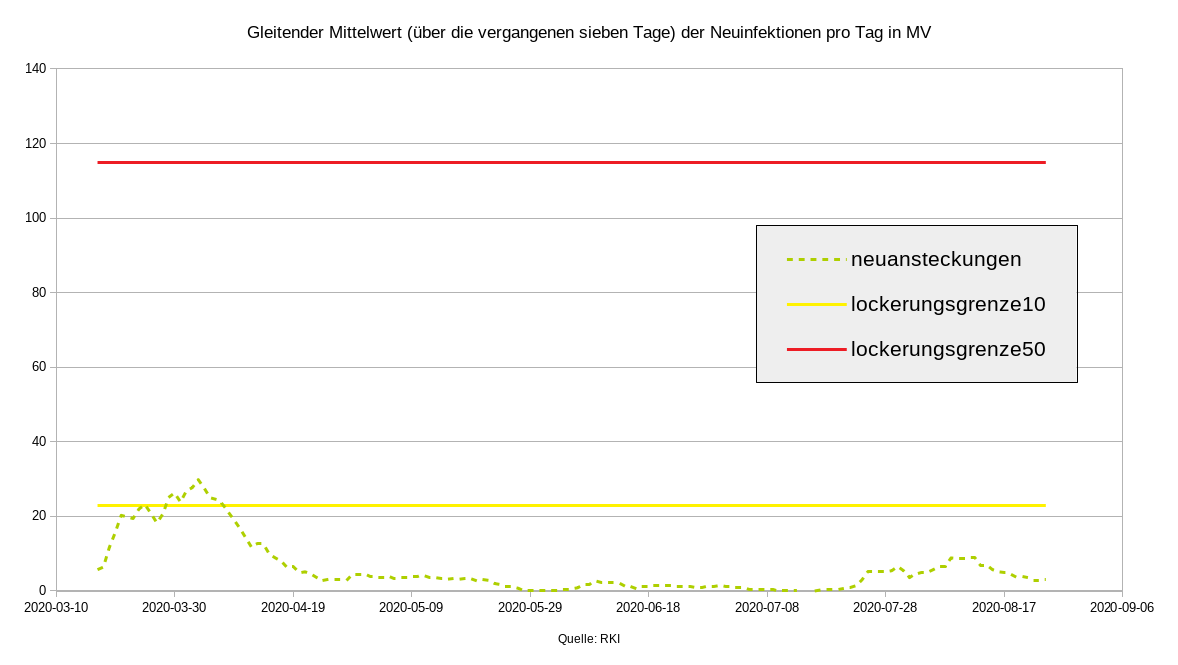 Gleitender Mittelwert (über die vergangenen sieben Tage) der Neuinfektionen pro Tag in MV
140
120
100
80
60
40
20
0
neuansteckungen
lockerungsgrenze10
lockerungsgrenze50
2020-03-10 2020-03-30 2020-04-19 2020-05-09 2020-05-29 2020-06-18 2020-07-08 2020-07-28 2020-08-17 2020-09-06
Quelle: RKI